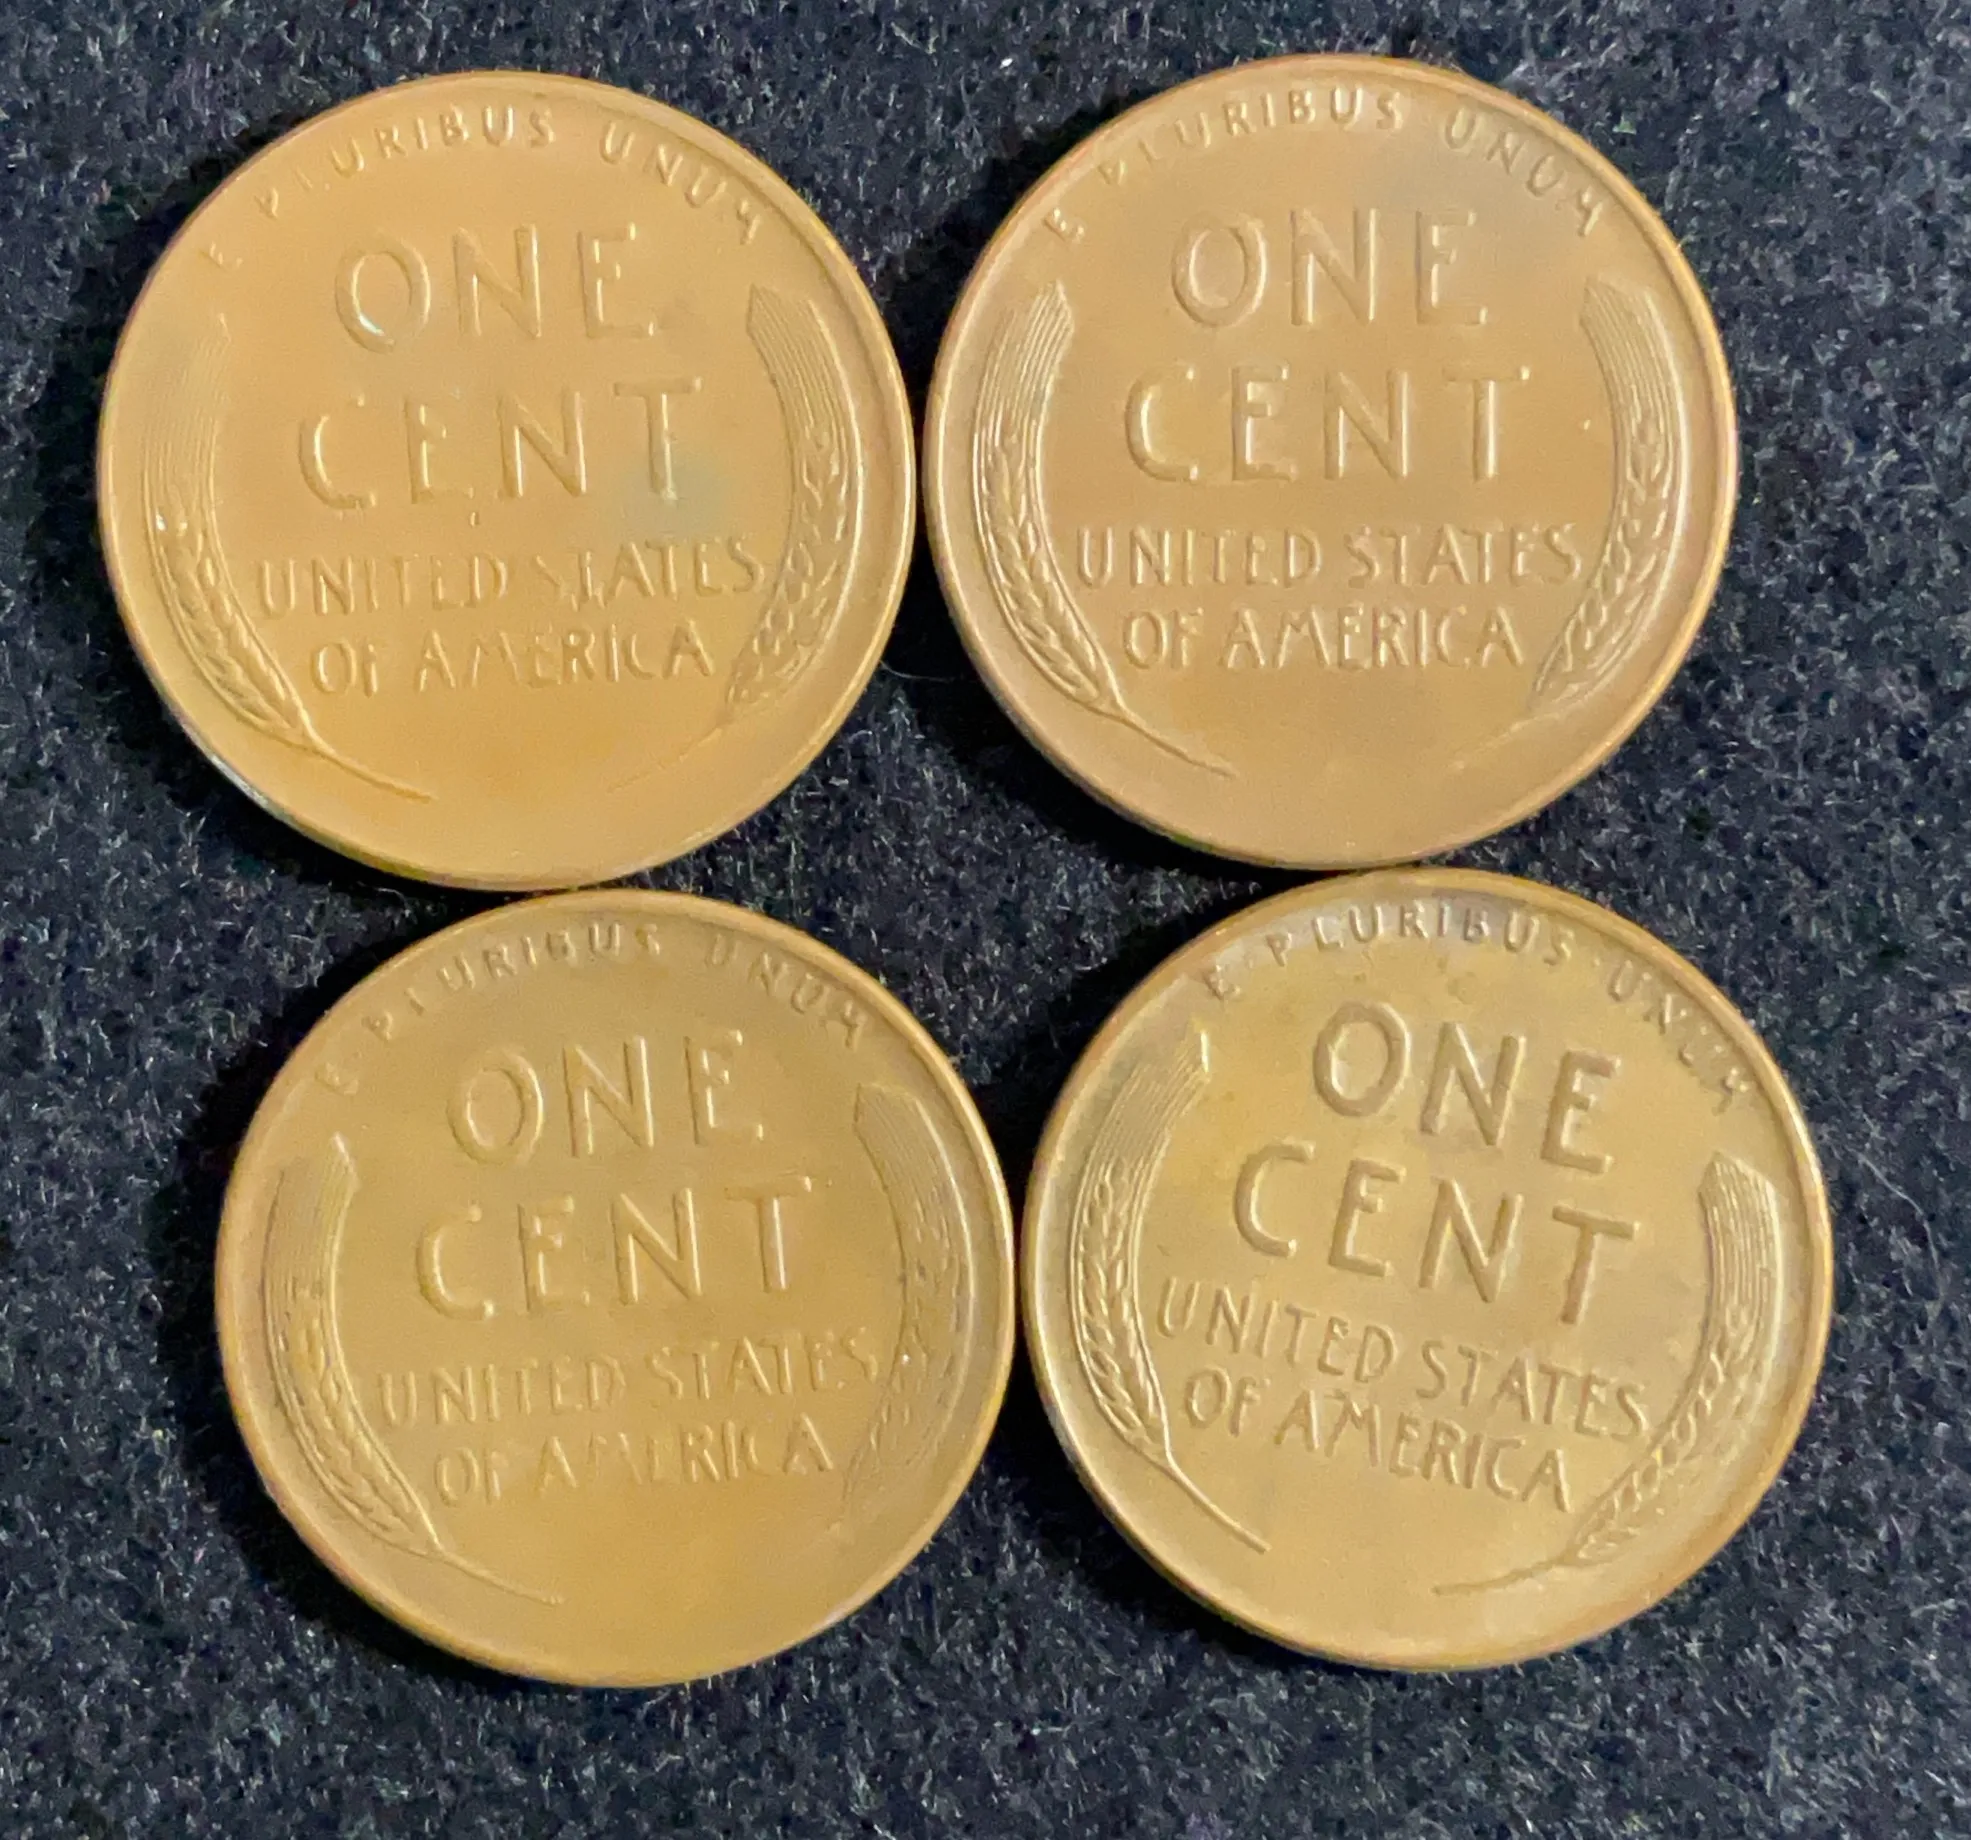 E PLURIBUS UNUM
ONE
CENT
UNITED STATES
OF AMERICA
E PLURIBUS UNUM
ONE
CENT
UNITED STATES
OF AMERICA
E PLURIBUS UNUM
ONE
CENT
UNITED STATES
OF AMERICA
E·PLURIBUS·UNUM
ONE
CENT
UNITED STATES
OF AMERICA